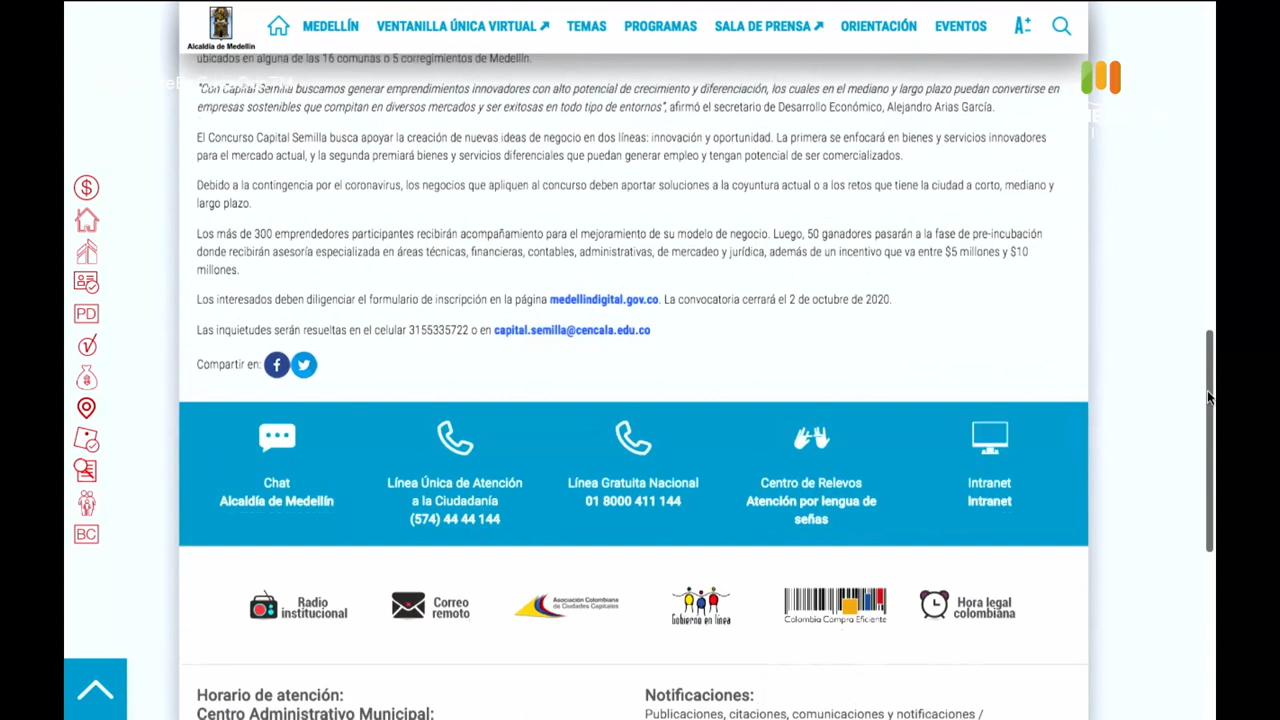 Alcaldía de Medellín
MEDELLÍN VENTANILLA ÚNICA VIRTUAL TEMAS PROGRAMAS SALA DE PRENSA ORIENTACIÓN EVENTOS A
ubicados en alguna de las 16 comunas o 5 corregimientos de Medellín.
"Con Capital Semilla buscamos generar emprendimientos innovadores con alto potencial de crecimiento y diferenciación, los cuales en el mediano y largo plazo puedan convertirse en
empresas sostenibles que compitan en diversos mercados y ser exitosas en todo tipo de entornos", afirmó el secretario de Desarrollo Económico, Alejandro Arias García.
El Concurso Capital Semilla busca apoyar la creación de nuevas ideas de negocio en dos líneas: innovación y oportunidad. La primera se enfocará en bienes y servicios innovadores
para el mercado actual, y la segunda premiará bienes y servicios diferenciales que puedan generar empleo y tengan potencial de ser comercializados.
Debido a la contingencia por el coronavirus, los negocios que apliquen al concurso deben aportar soluciones a la coyuntura actual o a los retos que tiene la ciudad a corto, mediano y
largo plazo.
Los más de 300 emprendedores participantes recibirán acompañamiento para el mejoramiento de su modelo de negocio. Luego, 50 ganadores pasarán a la fase de pre-incubación
donde recibirán asesoría especializada en áreas técnicas, financieras, contables, administrativas, de mercadeo y jurídica, además de un incentivo que va entre $5 millones y $10
millones.
Los interesados deben diligenciar el formulario de inscripción en la página medellindigital.gov.co. La convocatoria cerrará el 2 de octubre de 2020.
Las inquietudes serán resueltas en el celular 3155335722 o en capital.semilla@cencala.edu.co
Compartir en:
PD
BC
Chat
Alcaldía de Medellín
Línea Única de Atención
a la Ciudadanía
(574) 44 44 144
Línea Gratuita Nacional
01 8000 411 144
Centro de Relevos
Atención por lengua de
señas
Intranet
Intranet
Radio
institucional
Correo
remoto
Asociación Colombiana
de Ciudades Capitales
Gobierno en línea
Colombia Compra Eficiente
Hora legal
colombiana
Horario de atención:
Centro Administrativo Municipal:
Notificaciones:
Publicaciones, citaciones, comunicaciones y notificaciones /